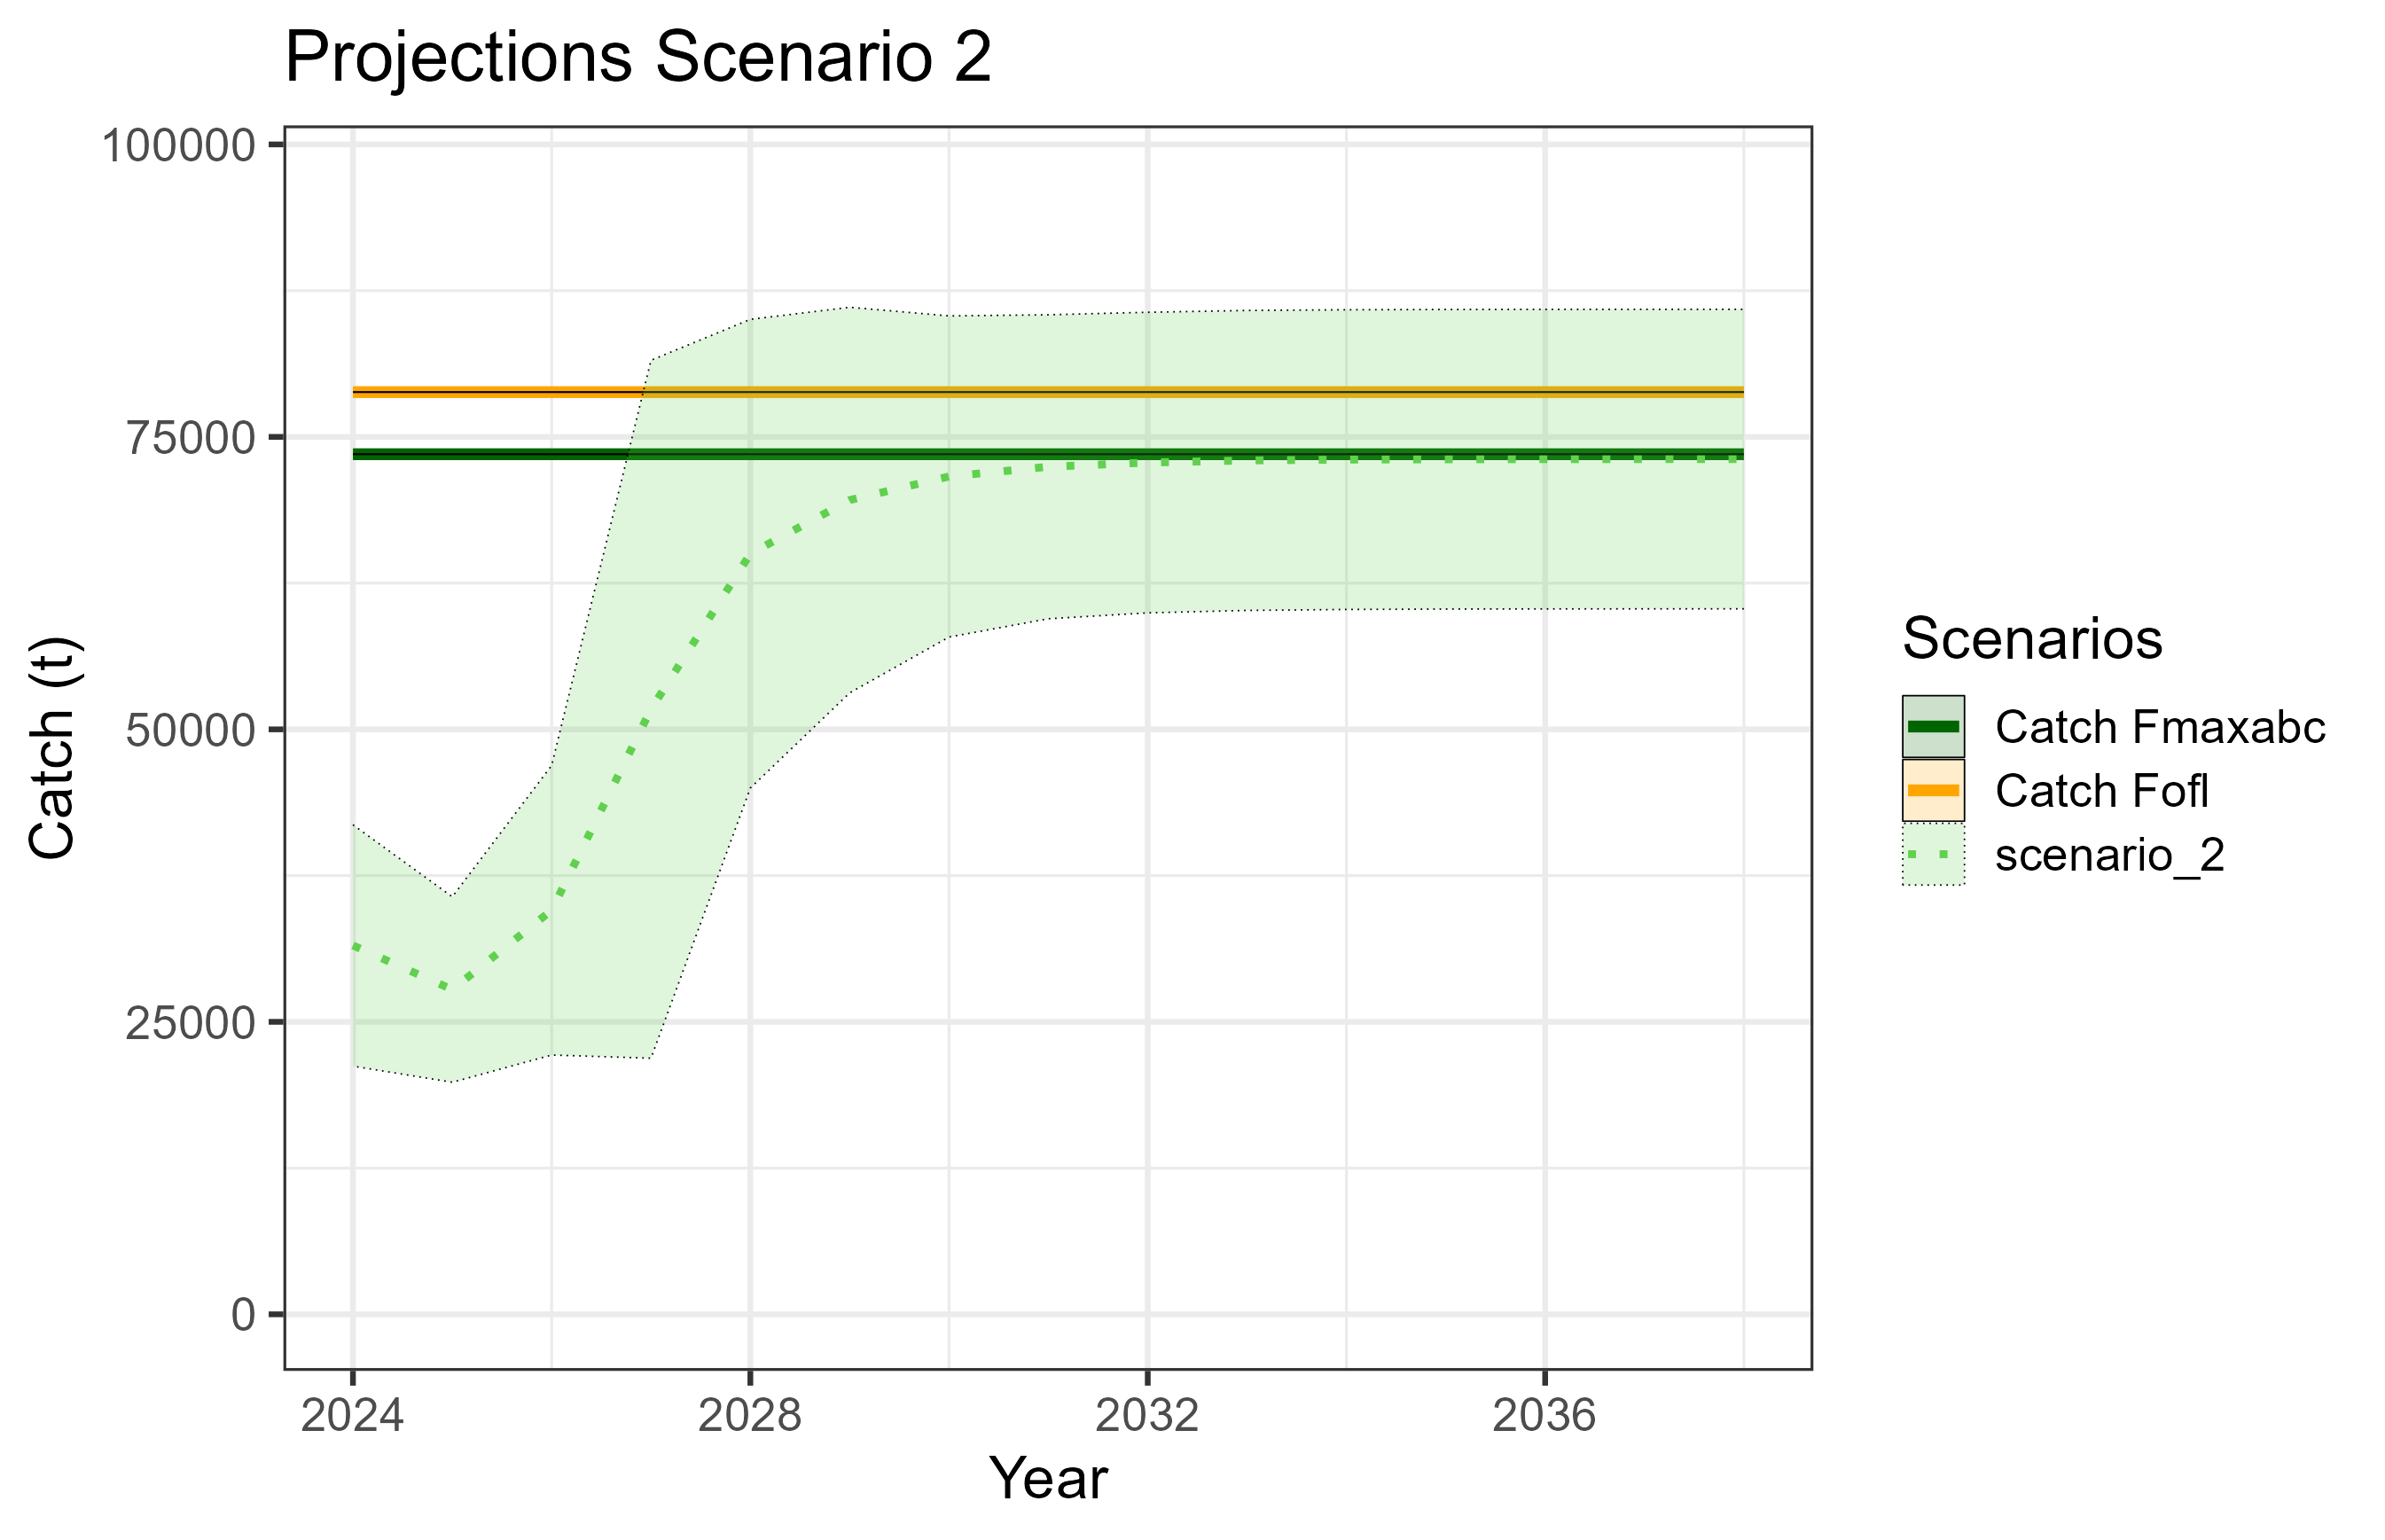 Projections Scenario 2
100000
75000
50000
25000
0
Catch (t)
2024
2028
2032
2036
Year
Scenarios
Catch Fmaxabc
Catch Fofl
scenario_2